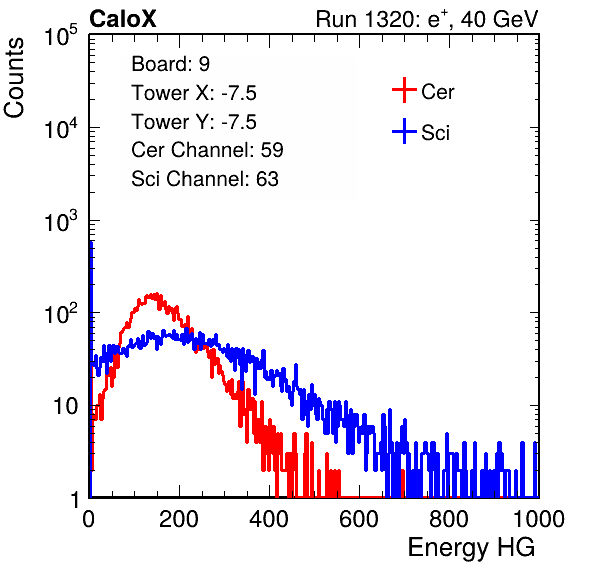 CaloX Run 1320: e⁺, 40 GeV
Counts
Board: 9
Tower X: -7.5
Tower Y: -7.5
Cer Channel: 59
Sci Channel: 63
Cer
Sci
10⁵
10⁴
10³
10²
10
1
0 200 400 600 800 1000
Energy HG